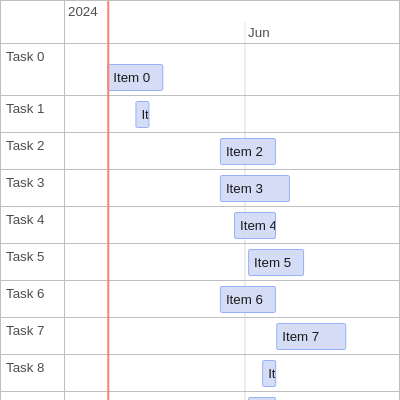 2024
Jun
Task 0
Item 0
Task 1
It
Task 2
Item 2
Task 3
Item 3
Task 4
Item 4
Task 5
Item 5
Task 6
Item 6
Task 7
Item 7
Task 8
It